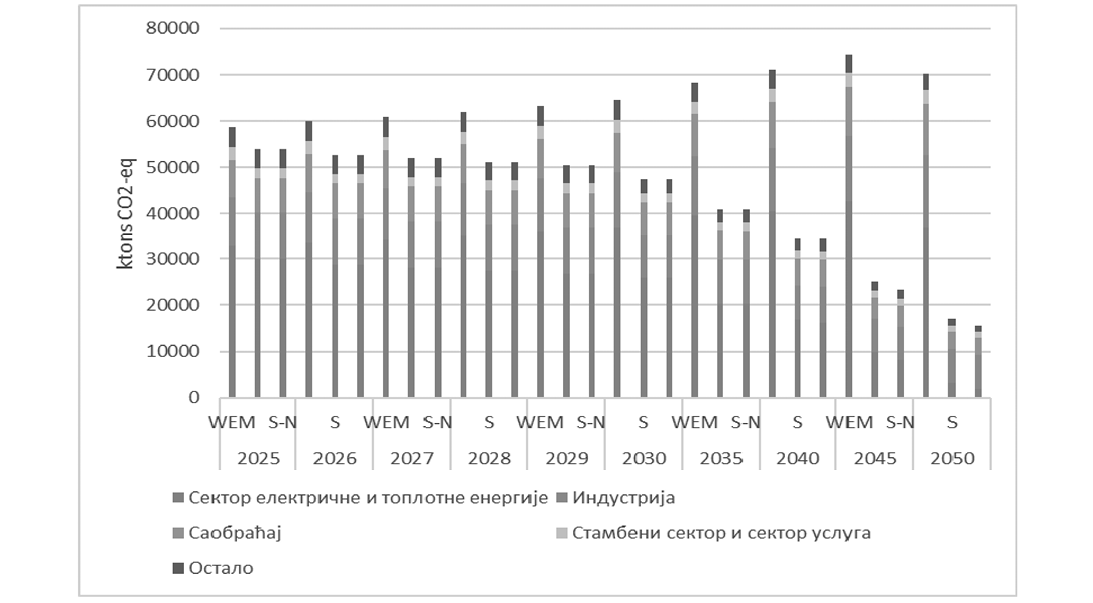 80000
70000
60000
50000
40000
30000
20000
10000
0
ktons CO2-eq
WEM S-N S WEM S-N S WEM S-N S WEM S-N S WEM S-N S
2025 2026 2027 2028 2029 2030 2035 2040 2045 2050
Сектор електричне и топлотне енергије Индустрија
Саобраћај Стамбени сектор и сектор услуга
Остало